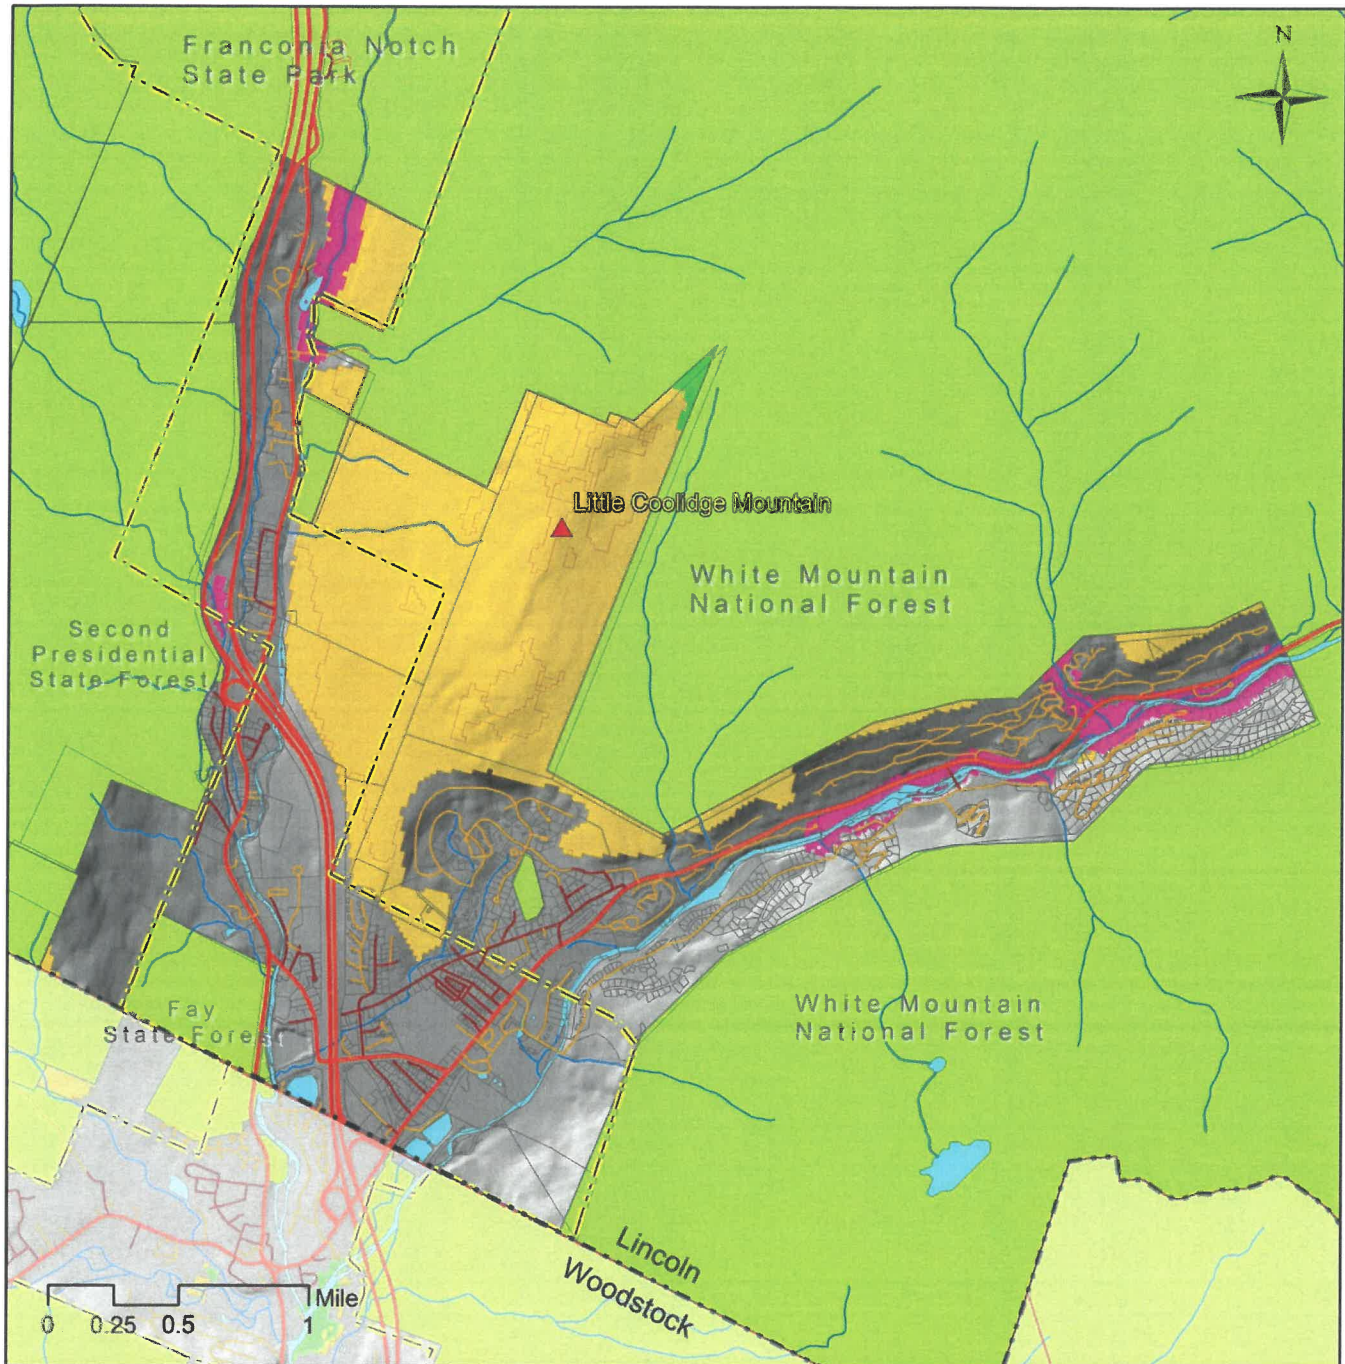 Franconia Notch
State Park
N
Little Coolidge Mountain
White Mountain
National Forest
Second
Presidential
State Forest
White Mountain
National Forest
Fay
State Forest
Lincoln
Woodstock
Mile
0 0.25 0.5 1